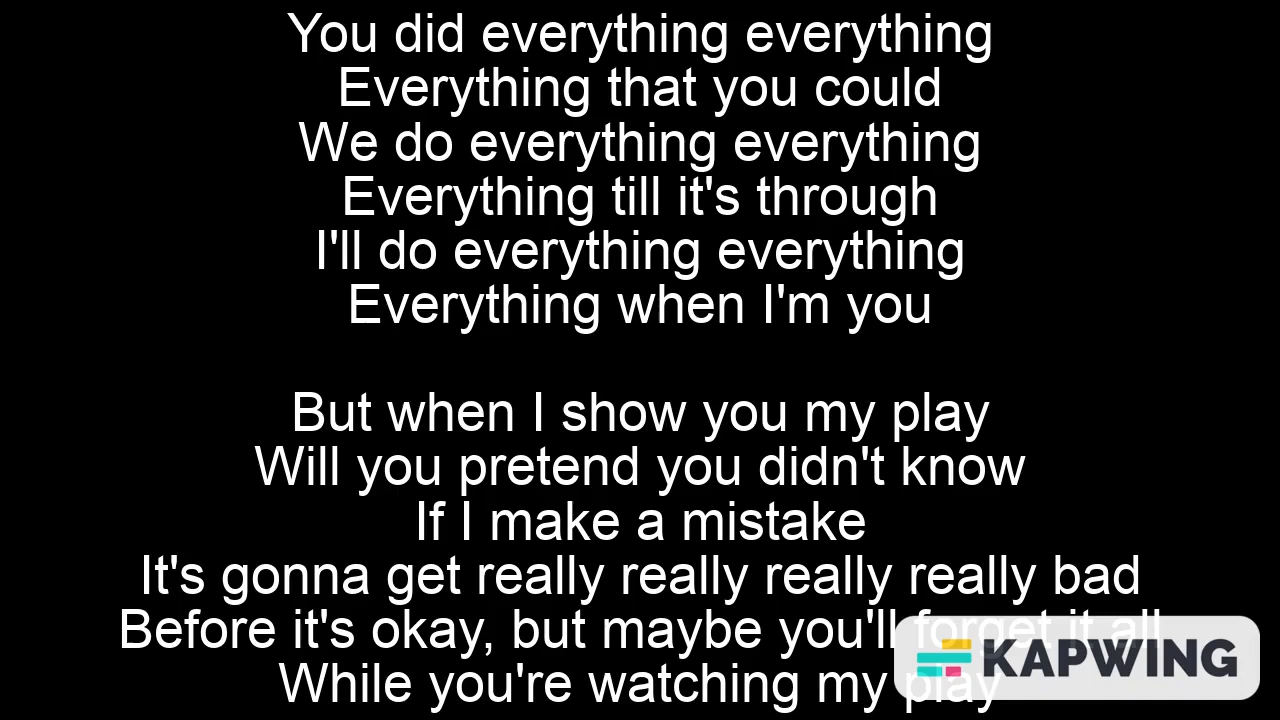 You did everything everything
Everything that you could
We do everything everything
Everything till it's through
I'll do everything everything
Everything when I'm you
But when I show you my play
Will you pretend you didn't know
If I make a mistake
It's gonna get really really really really bad
Before it's okay, but maybe you'll forget it all
While you're watching my play
KAPWING